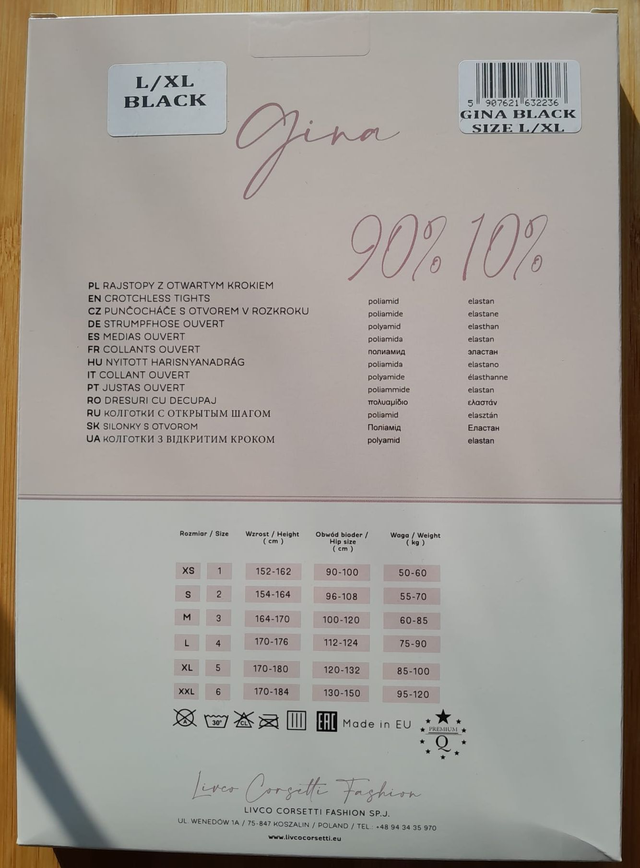 L/XL
BLACK
5 907621 632236
GINA BLACK
SIZE L/XL
Gina
90% 10%
PL RAJSTOPY Z OTWARTYM KROKIEM
EN CROTCHLESS TIGHTS
CZ PUNČOCHÁČE S OTVOREM V ROZKROKU
DE STRUMPFHOSE OUVERT
ES MEDIAS OUVERT
FR COLLANTS OUVERT
HU NYITOTT HARISNYANADRÁG
IT COLLANT OUVERT
PT JUSTAS OUVERT
RO DRESURI CU DECUPAJ
RU КОЛГОТКИ С ОТКРЫТЫМ ШАГОМ
SK SILONKY S OTVOROM
UA КОЛГОТКИ З ВІДКРИТИМ КРОКОМ
poliamid elastan
poliamide elastane
polyamid elasthan
poliamida elastan
полиамид эластан
poliamida elastano
polyamide élasthanne
poliammide elastan
πολυαμίδιο ελαστάν
poliamid elasztán
Поліамід Еластан
polyamid elastan
Rozmiar / Size Wzrost / Height (cm) Obwód bioder / Hip size (cm) Waga / Weight (kg)
XS 1 152-162 90-100 50-60
S 2 154-164 96-108 55-70
M 3 164-170 100-120 60-85
L 4 170-176 112-124 75-90
XL 5 170-180 120-132 85-100
XXL 6 170-184 130-150 95-120
30° CL EAC Made in EU PREMIUM Q
Livco Corsetti Fashion
LIVCO CORSETTI FASHION SP.J.
UL. WENEDÓW 1A / 75-847 KOSZALIN / POLAND / TEL.: +48 94 34 35 970
www.livcocorsetti.eu